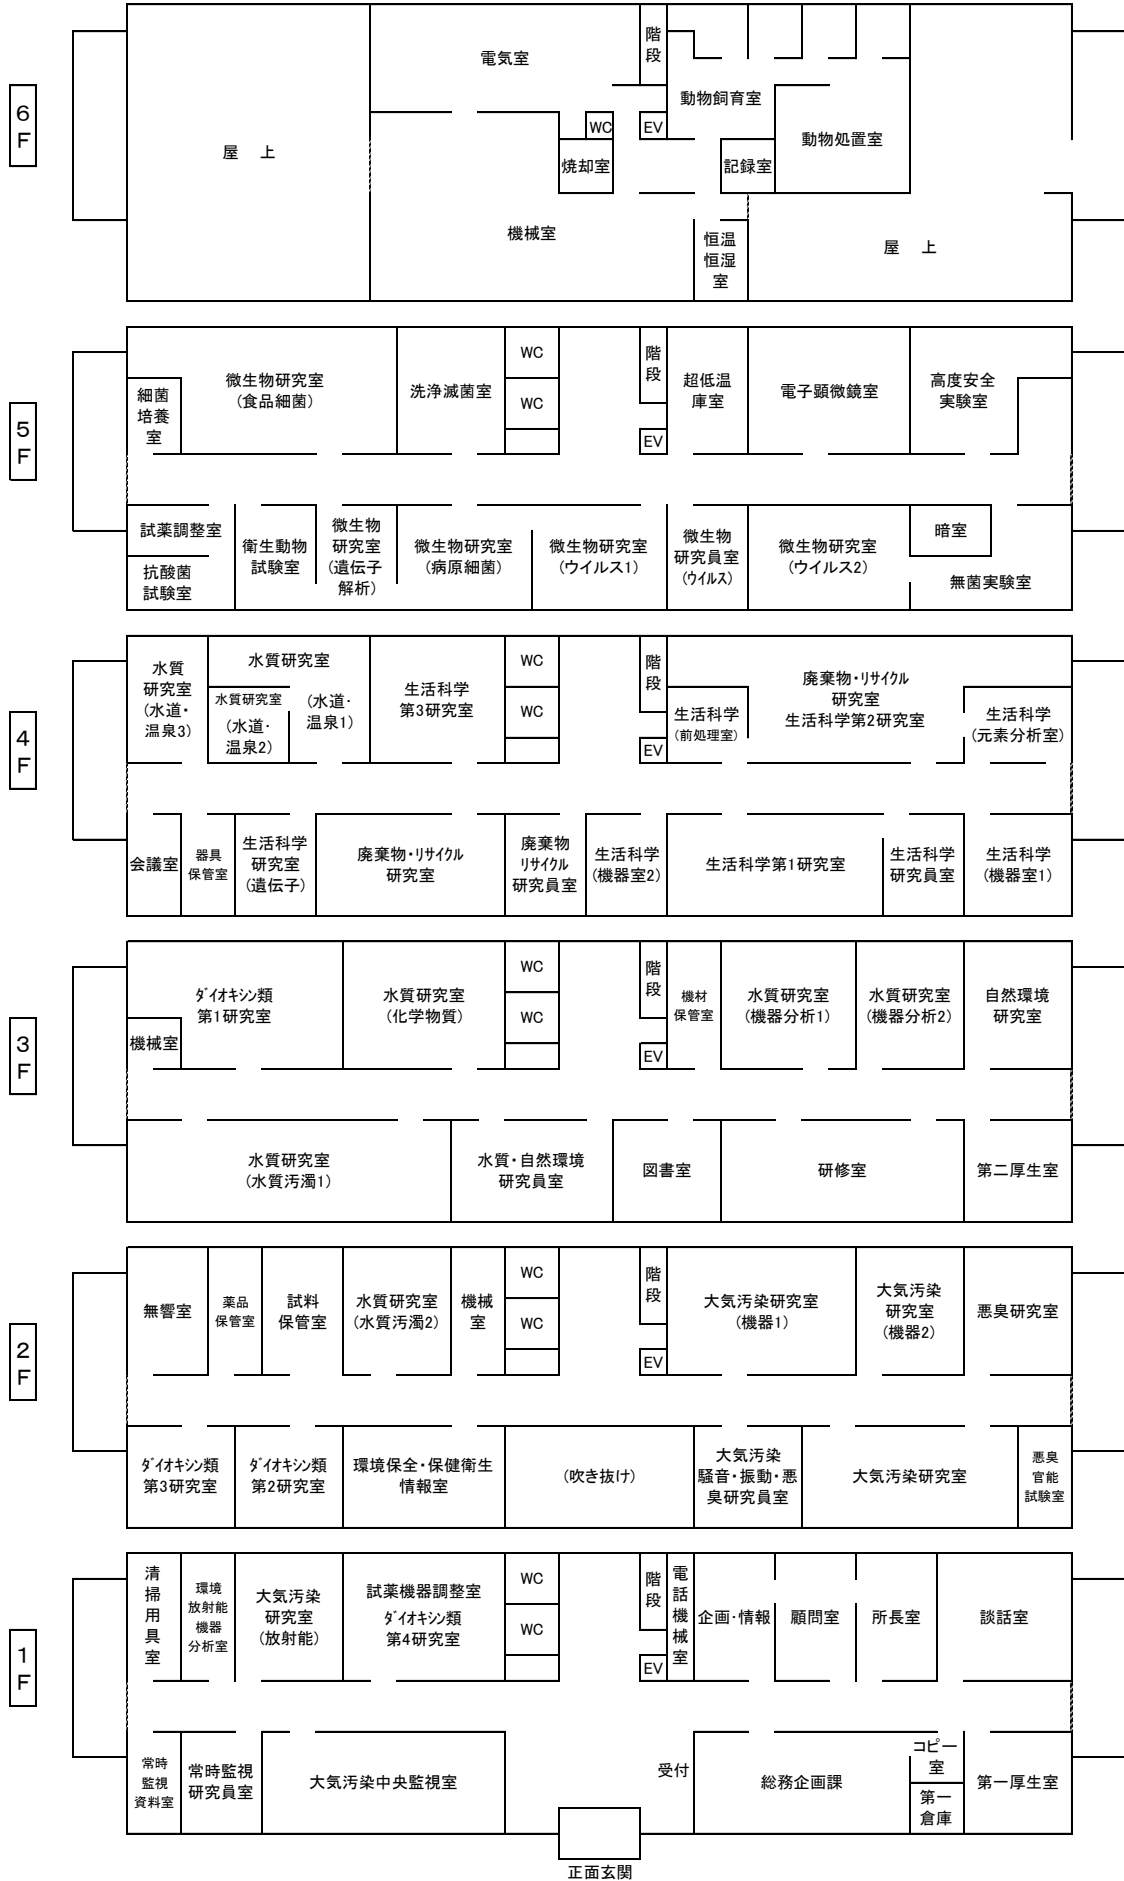 6
F
電気室
階
段
動物飼育室
WC
EV
動物処置室
屋 上
焼却室
記録室
機械室
恒温
恒湿
室
屋 上
5
F
微生物研究室
(食品細菌)
細菌
培養
室
洗浄滅菌室
WC
WC
階
段
EV
超低温
庫室
電子顕微鏡室
高度安全
実験室
試薬調整室
抗酸菌
試験室
衛生動物
試験室
微生物
研究室
(遺伝子
解析)
微生物研究室
(病原細菌)
微生物研究室
(ウイルス1)
微生物
研究員室
(ウイルス)
微生物研究室
(ウイルス2)
暗室
無菌実験室
4
F
水質
研究室
(水道・
温泉3)
水質研究室
(水道・
温泉1)
水質研究室
(水道・
温泉2)
生活科学
第3研究室
WC
WC
階
段
EV
生活科学
(前処理室)
廃棄物・リサイクル
研究室
生活科学第2研究室
生活科学
(元素分析室)
会議室
器具
保管室
生活科学
研究室
(遺伝子)
廃棄物・リサイクル
研究室
廃棄物
リサイクル
研究員室
生活科学
(機器室2)
生活科学第1研究室
生活科学
研究員室
生活科学
(機器室1)
3
F
ダイオキシン類
第1研究室
機械室
水質研究室
(化学物質)
WC
WC
階
段
EV
機材
保管室
水質研究室
(機器分析1)
水質研究室
(機器分析2)
自然環境
研究室
水質研究室
(水質汚濁1)
水質・自然環境
研究員室
図書室
研修室
第二厚生室
2
F
無響室
薬品
保管室
試料
保管室
水質研究室
(水質汚濁2)
機械
室
WC
WC
階
段
EV
大気汚染研究室
(機器1)
大気汚染
研究室
(機器2)
悪臭研究室
ダイオキシン類
第3研究室
ダイオキシン類
第2研究室
環境保全・保健衛生
情報室
(吹き抜け)
大気汚染
騒音・振動・悪
臭研究員室
大気汚染研究室
悪臭
官能
試験室
1
F
清
掃
用
具
室
環境
放射能
機器
分析室
大気汚染
研究室
(放射能)
試薬機器調整室
ダイオキシン類
第4研究室
WC
WC
階
段
EV
電
話
機
械
室
企画・情報
顧問室
所長室
談話室
常時
監視
資料室
常時監視
研究員室
大気汚染中央監視室
受付
総務企画課
コピー
室
第一
倉庫
第一厚生室
正面玄関